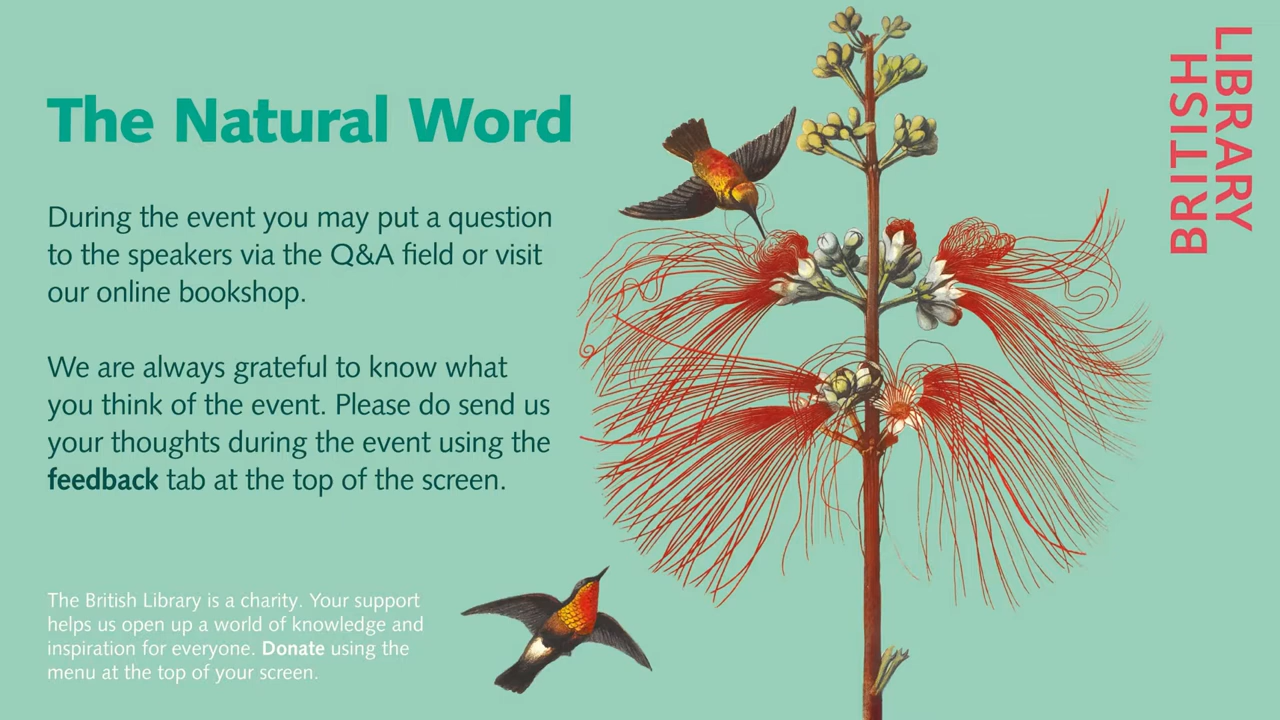 The Natural Word
During the event you may put a question
to the speakers via the Q&A field or visit
our online bookshop.
We are always grateful to know what
you think of the event. Please do send us
your thoughts during the event using the
feedback tab at the top of the screen.
The British Library is a charity. Your support
helps us open up a world of knowledge and
inspiration for everyone. Donate using the
menu at the top of your screen.
BRITISH
LIBRARY